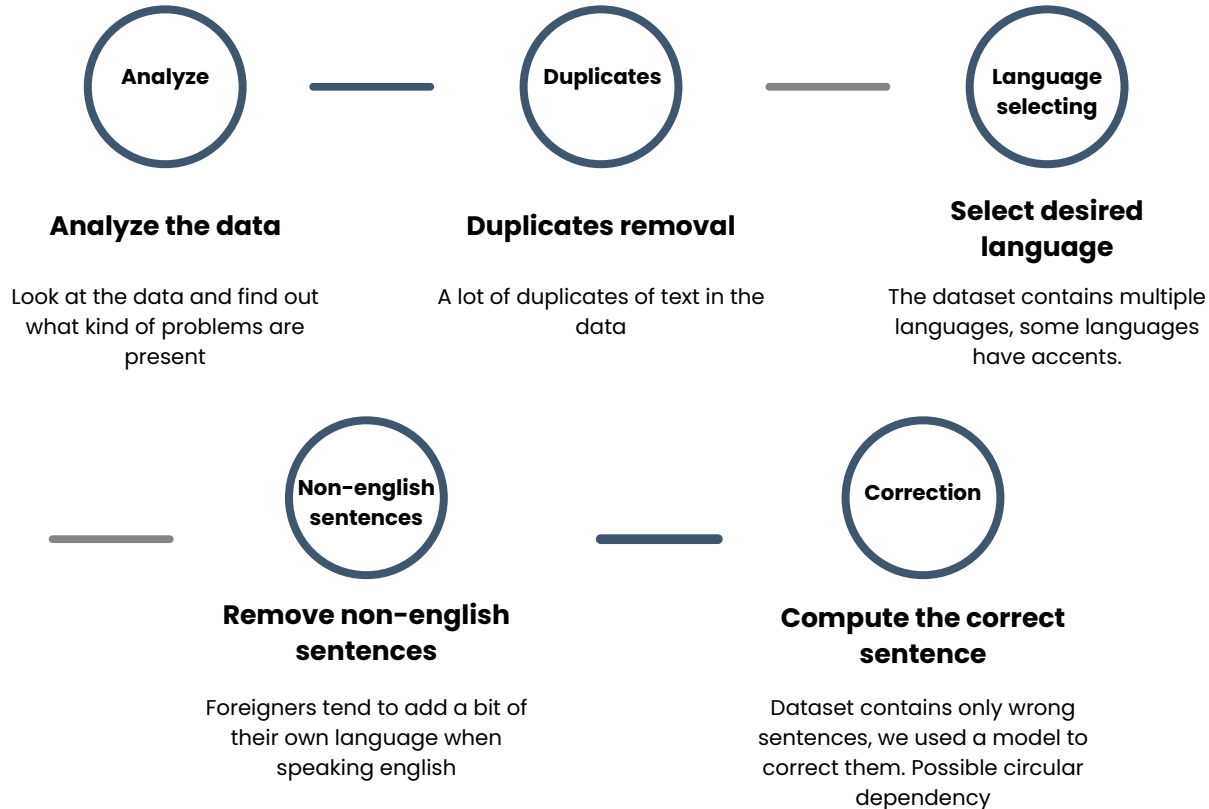 Analyze
Duplicates
Language
selecting
Analyze the data
Duplicates removal
Select desired
language
Look at the data and find out
what kind of problems are
present
A lot of duplicates of text in the
data
The dataset contains multiple
languages, some languages
have accents.
Non-english
sentences
Correction
Remove non-english
sentences
Compute the correct
sentence
Foreigners tend to add a bit of
their own language when
speaking english
Dataset contains only wrong
sentences, we used a model to
correct them. Possible circular
dependency